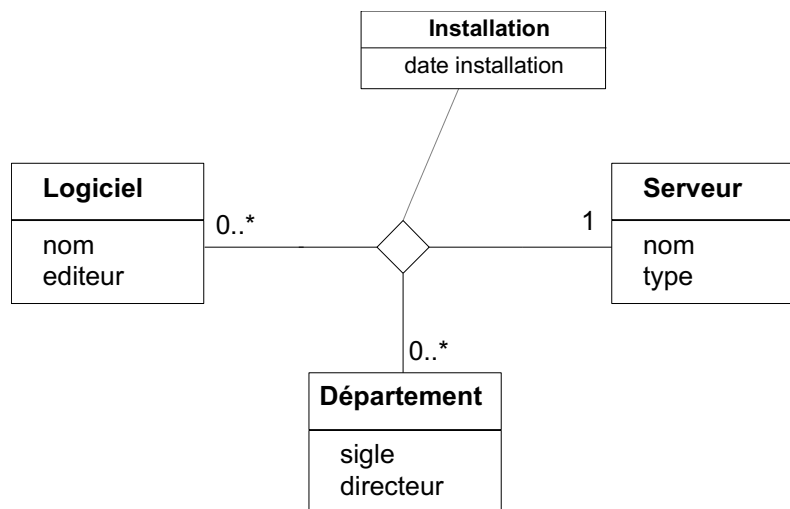 Installation
date installation
Logiciel
nom
editeur
0..*
1
Serveur
nom
type
0..*
Département
sigle
directeur